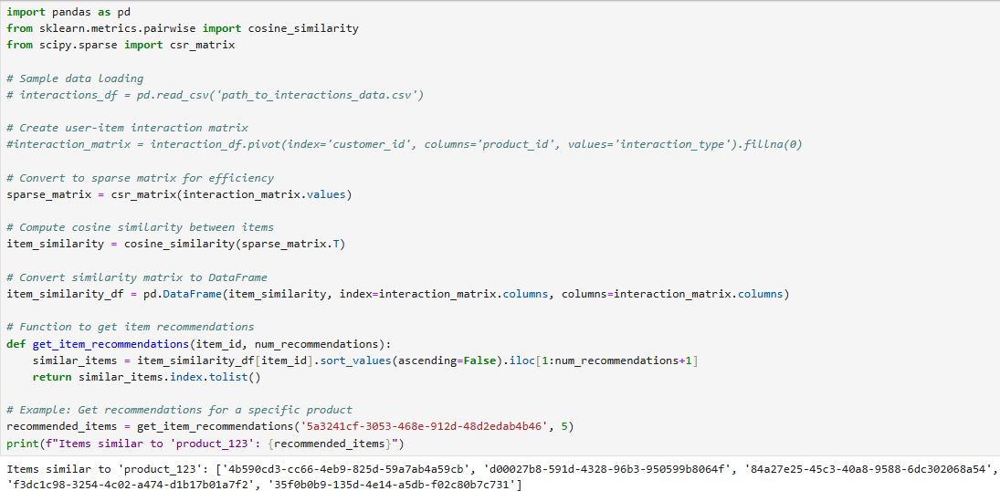 import pandas as pd
from sklearn.metrics.pairwise import cosine_similarity
from scipy.sparse import csr_matrix

# Sample data loading
# interactions_df = pd.read_csv('path_to_interactions_data.csv')

# Create user-item interaction matrix
#interaction_matrix = interaction_df.pivot(index='customer_id', columns='product_id', values='interaction_type').fillna(0)

# Convert to sparse matrix for efficiency
sparse_matrix = csr_matrix(interaction_matrix.values)

# Compute cosine similarity between items
item_similarity = cosine_similarity(sparse_matrix.T)

# Convert similarity matrix to DataFrame
item_similarity_df = pd.DataFrame(item_similarity, index=interaction_matrix.columns, columns=interaction_matrix.columns)

# Function to get item recommendations
def get_item_recommendations(item_id, num_recommendations):
    similar_items = item_similarity_df[item_id].sort_values(ascending=False).iloc[1:num_recommendations+1]
    return similar_items.index.tolist()

# Example: Get recommendations for a specific product
recommended_items = get_item_recommendations('5a3241cf-3053-468e-912d-48d2edab4b46', 5)
print(f"Items similar to 'product_123': {recommended_items}")
Items similar to 'product_123': ['4b590cd3-cc66-4eb9-825d-59a7ab4a59cb', 'd00027b8-591d-4328-96b3-950599b8064f', '84a27e25-45c3-40a8-9588-6dc302068a54',
'f3dc1c98-3254-4c02-a474-d1b17b01a7f2', '35f0b0b9-135d-4e14-a5db-f02c80b7c731']